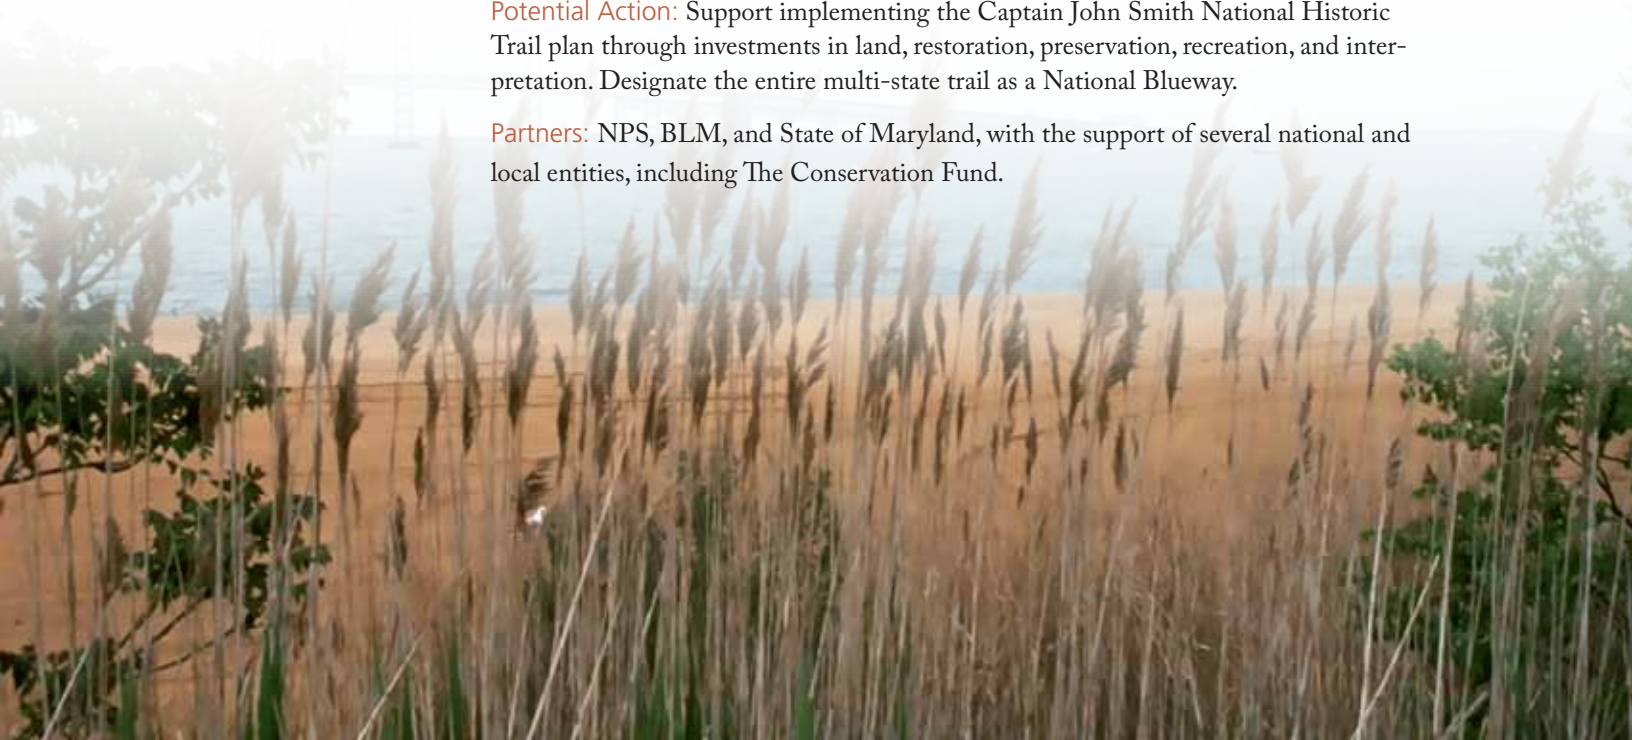 Potential Action: Support implementing the Captain John Smith National Historic
Trail plan through investments in land, restoration, preservation, recreation, and inter-
pretation. Designate the entire multi-state trail as a National Blueway.
Partners: NPS, BLM, and State of Maryland, with the support of several national and
local entities, including The Conservation Fund.